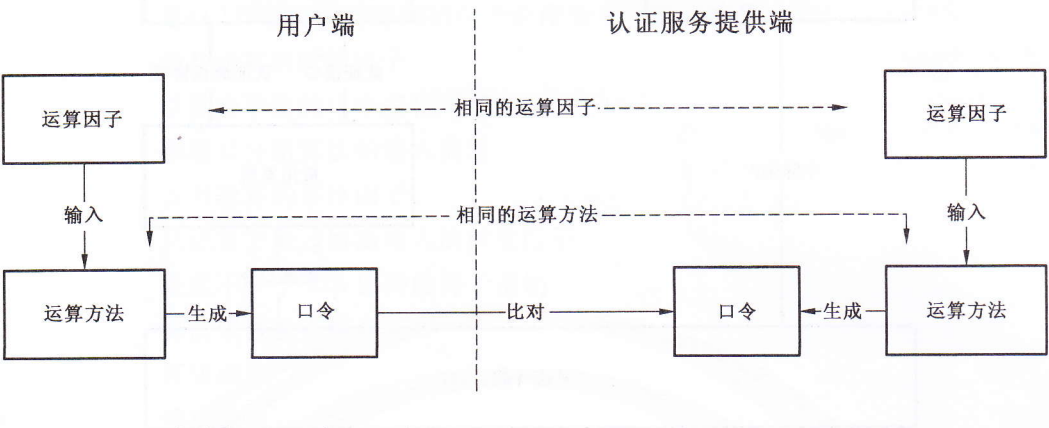 用户端
认证服务提供端
运算因子
相同的运算因子
运算因子
输入
相同的运算方法
输入
运算方法
生成
口令
比对
口令
生成
运算方法